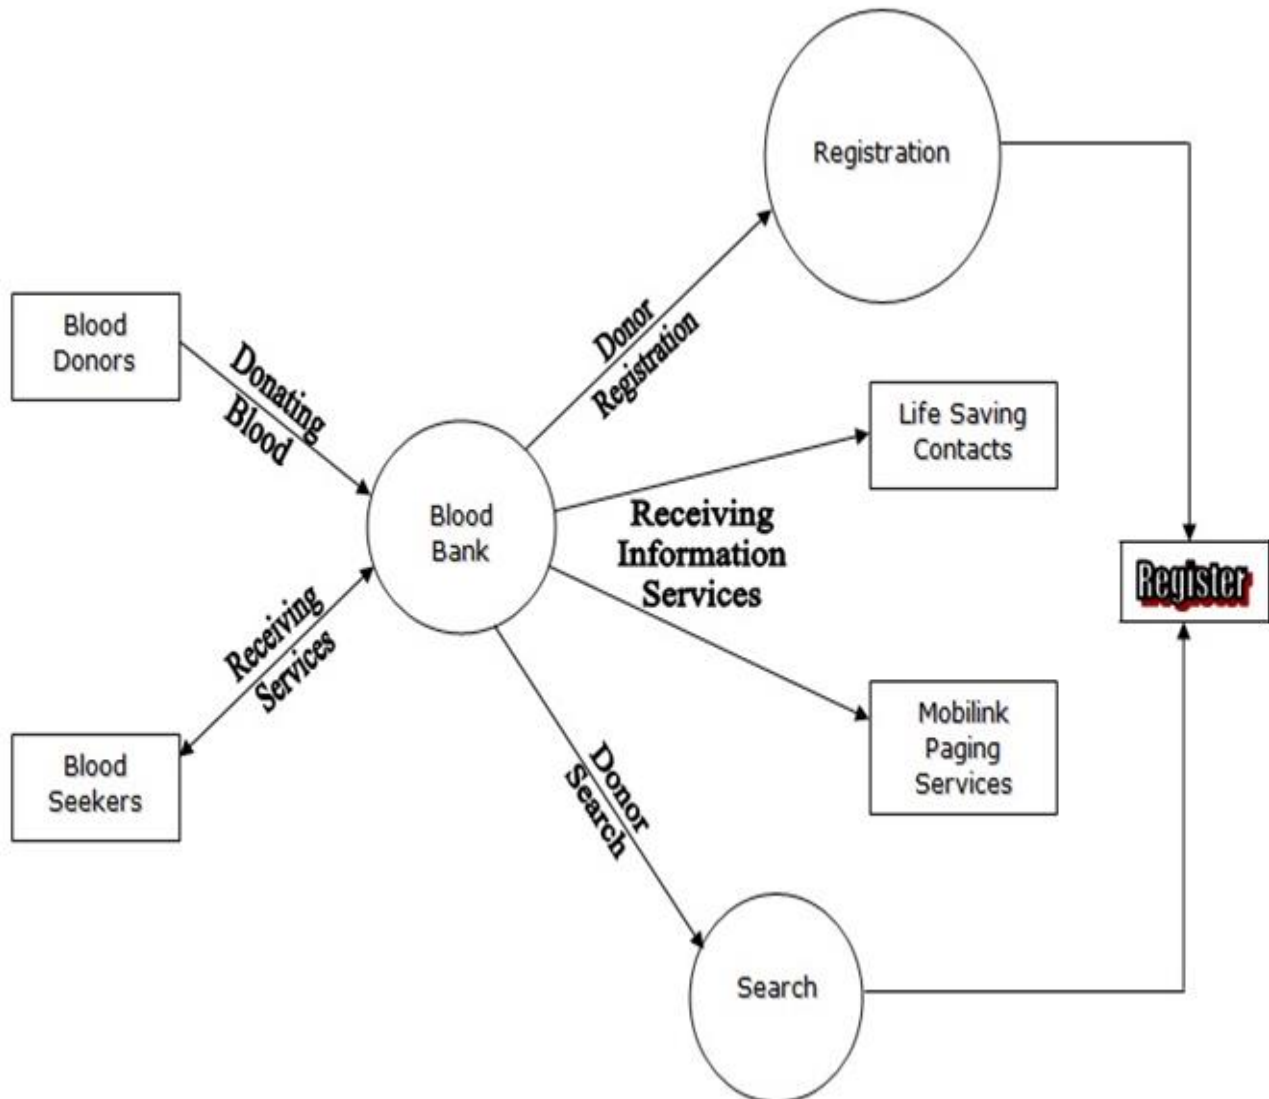 Registration
Blood
Donors
Donating
Blood
Donor
Registration
Life Saving
Contacts
Blood
Bank
Receiving
Information
Services
Register
Receiving
Services
Mobilink
Paging
Services
Blood
Seekers
Donor
Search
Search